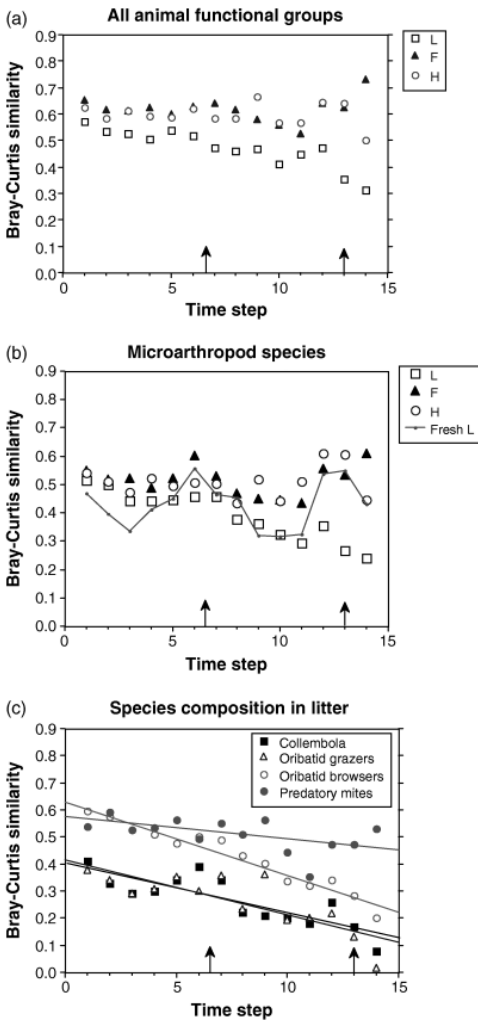 (a)
All animal functional groups
L
F
H
Bray-Curtis similarity
0.9
0.8
0.7
0.6
0.5
0.4
0.3
0.2
0.1
0.0
0
5
10
15
Time step
(b)
Microarthropod species
L
F
H
Fresh L
Bray-Curtis similarity
0.9
0.8
0.7
0.6
0.5
0.4
0.3
0.2
0.1
0.0
0
5
10
15
Time step
(c)
Species composition in litter
Collembola
Oribatid grazers
Oribatid browsers
Predatory mites
Bray-Curtis similarity
0.9
0.8
0.7
0.6
0.5
0.4
0.3
0.2
0.1
0.0
0
5
10
15
Time step